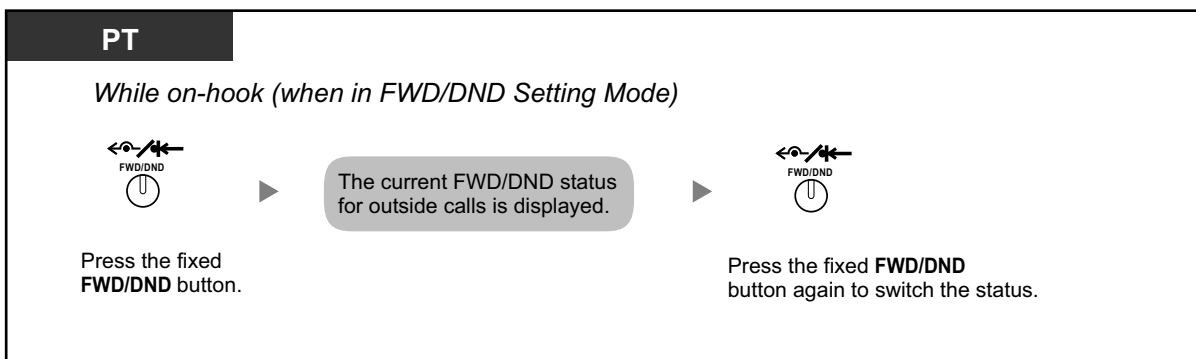 PT
While on-hook (when in FWD/DND Setting Mode)
FWD/DND
Press the fixed
FWD/DND button.
The current FWD/DND status
for outside calls is displayed.
FWD/DND
Press the fixed FWD/DND
button again to switch the status.